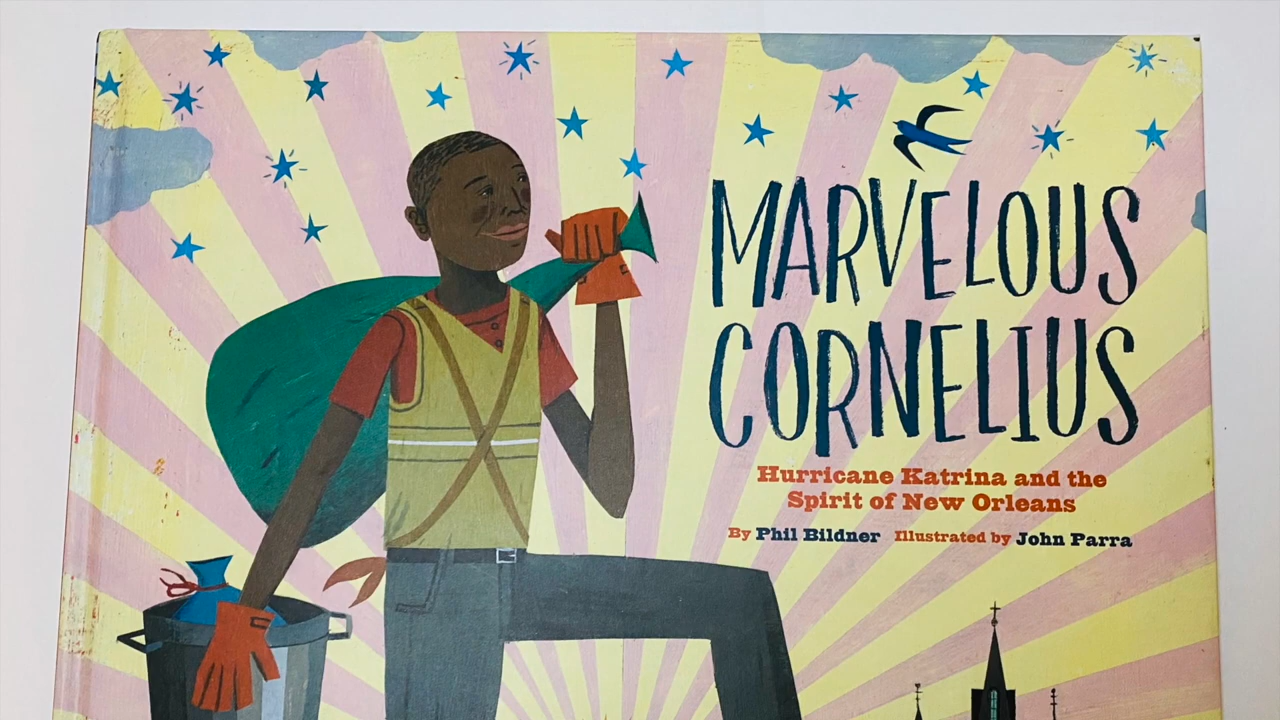 MARVELOUS
CORNELIUS
Hurricane Katrina and the
Spirit of New Orleans
By Phil Bildner Illustrated by John Parra